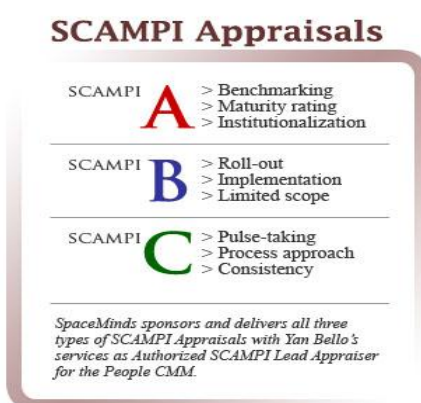 SCAMPI Appraisals
SCAMPI A > Benchmarking
> Maturity rating
> Institutionalization
SCAMPI B > Roll-out
> Implementation
> Limited scope
SCAMPI C > Pulse-taking
> Process approach
> Consistency
SpaceMinds sponsors and delivers all three
types of SCAMPI Appraisals with Yan Bello's
services as Authorized SCAMPI Lead Appraiser
for the People CMM.